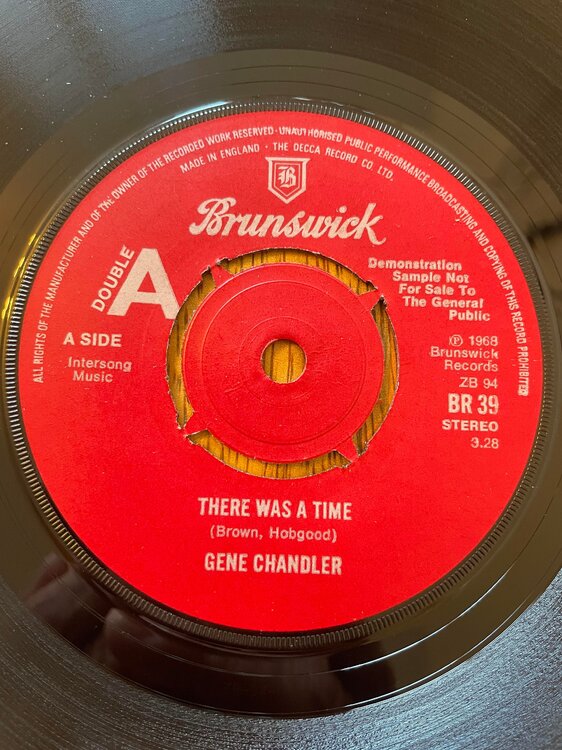 ALL RIGHTS OF THE MANUFACTURER AND OF THE OWNER OF THE RECORDED WORK RESERVED · UNAUTHORISED PUBLIC PERFORMANCE BROADCASTING AND COPYING OF THIS RECORD PROHIBITED
MADE IN ENGLAND · THE DECCA RECORD CO. LTD.
B
Brunswick
DOUBLE
A
A SIDE
Intersong
Music
Demonstration
Sample Not
For Sale To
The General
Public
℗ 1968
Brunswick
Records
ZB 94
BR 39
STEREO
3.28
THERE WAS A TIME
(Brown, Hobgood)
GENE CHANDLER